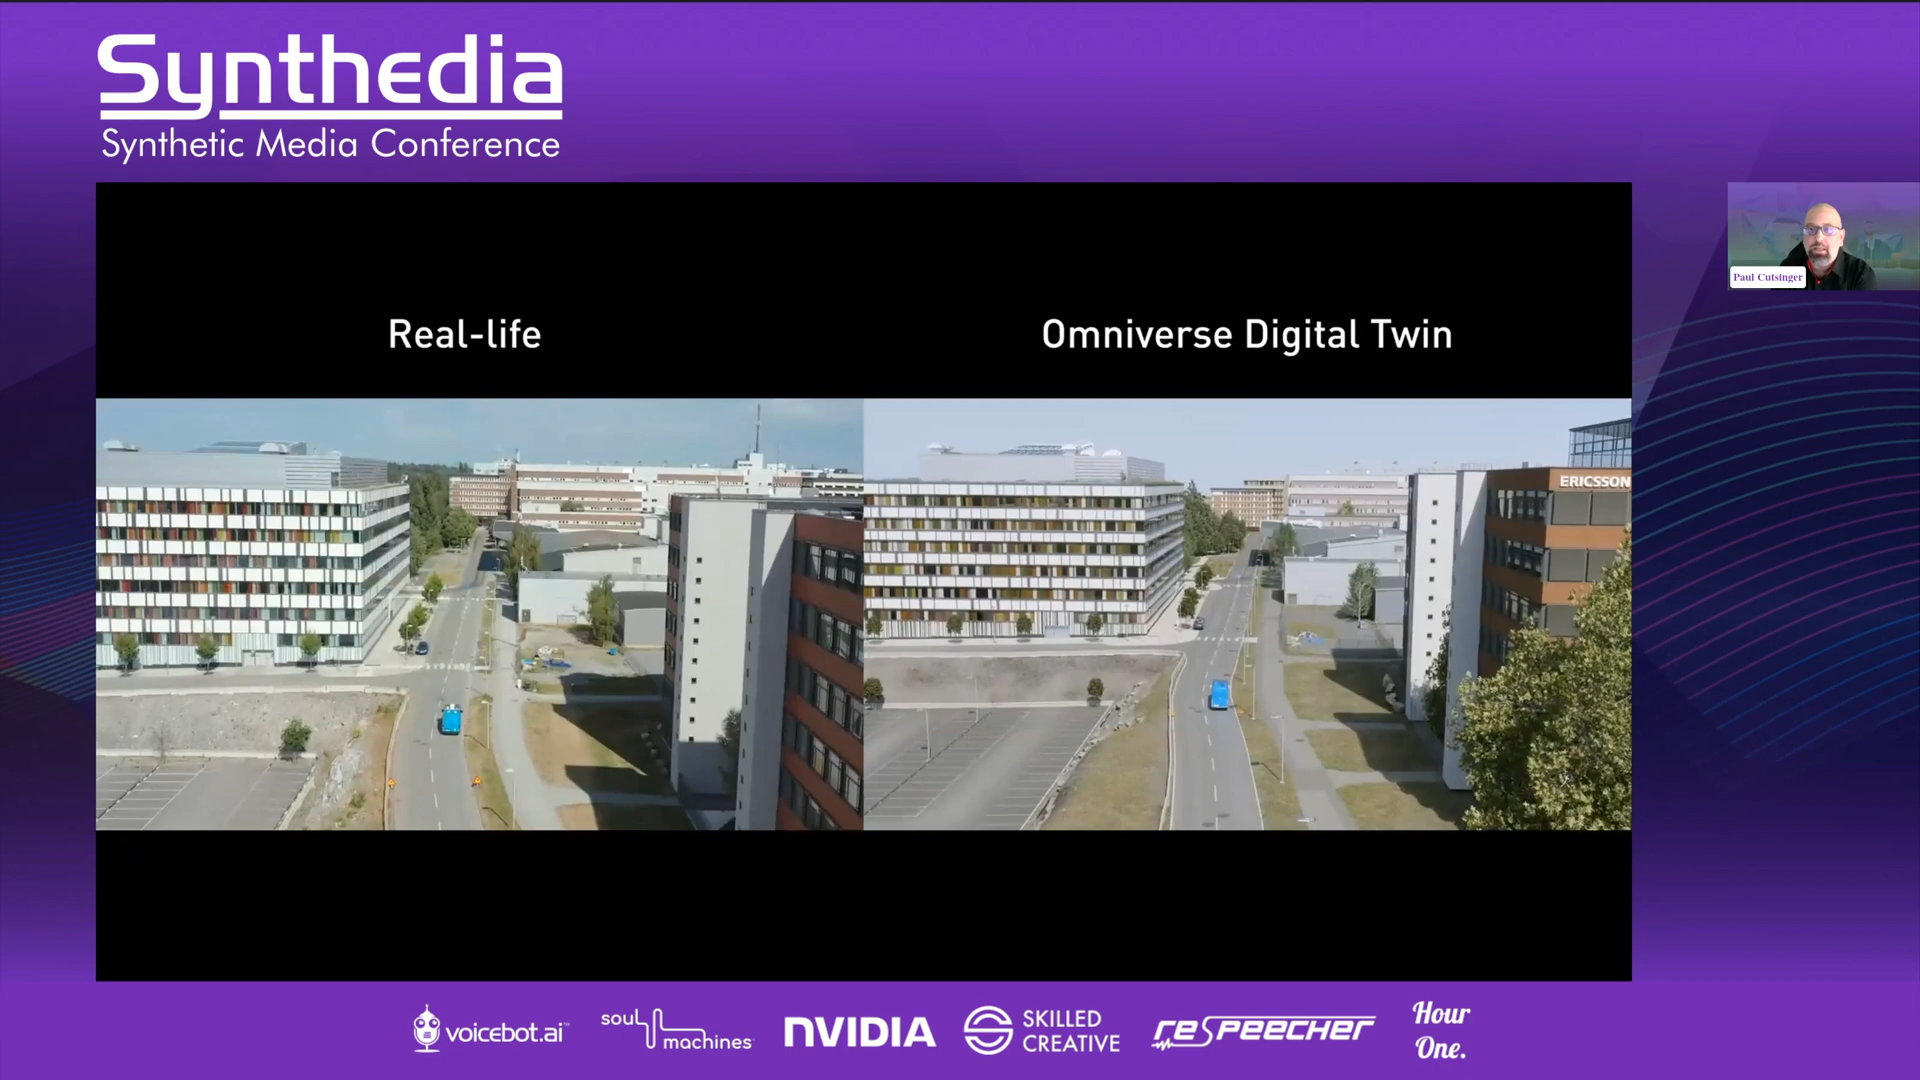 Synthedia
Synthetic Media Conference
Paul Cutsinger
Real-life
Omniverse Digital Twin
ERICSSON
voicebot.ai
soul
machines
NVIDIA
SKILLED
CREATIVE
reSpeecher
Hour
One.